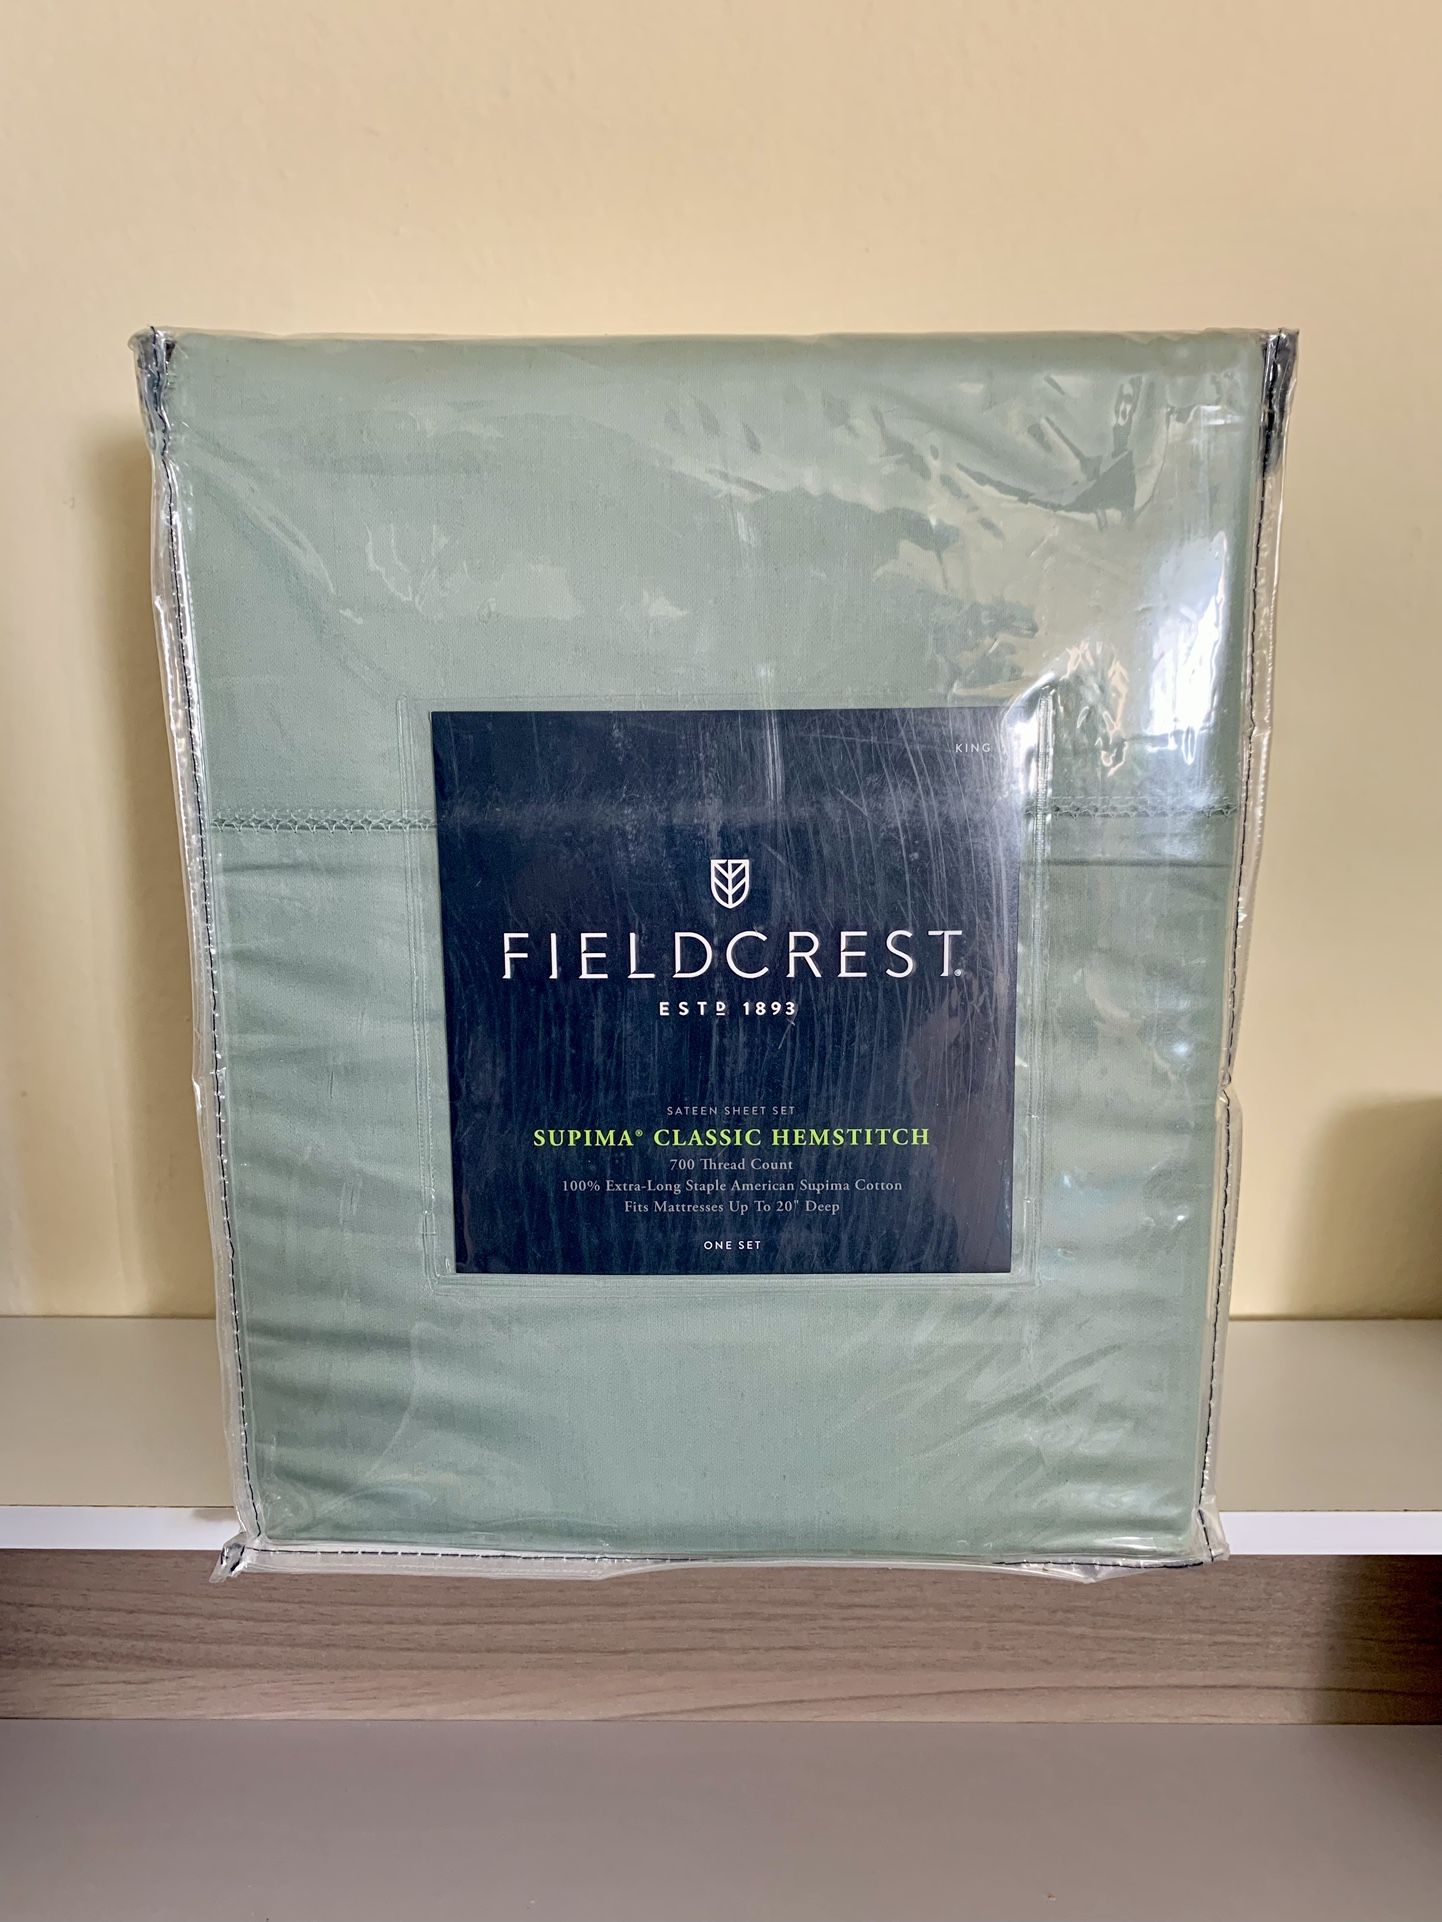 KING
FIELDCREST®
ESTD 1893
SATEEN SHEET SET
SUPIMA® CLASSIC HEMSTITCH
700 Thread Count
100% Extra-Long Staple American Supima Cotton
Fits Mattresses Up To 20" Deep
ONE SET